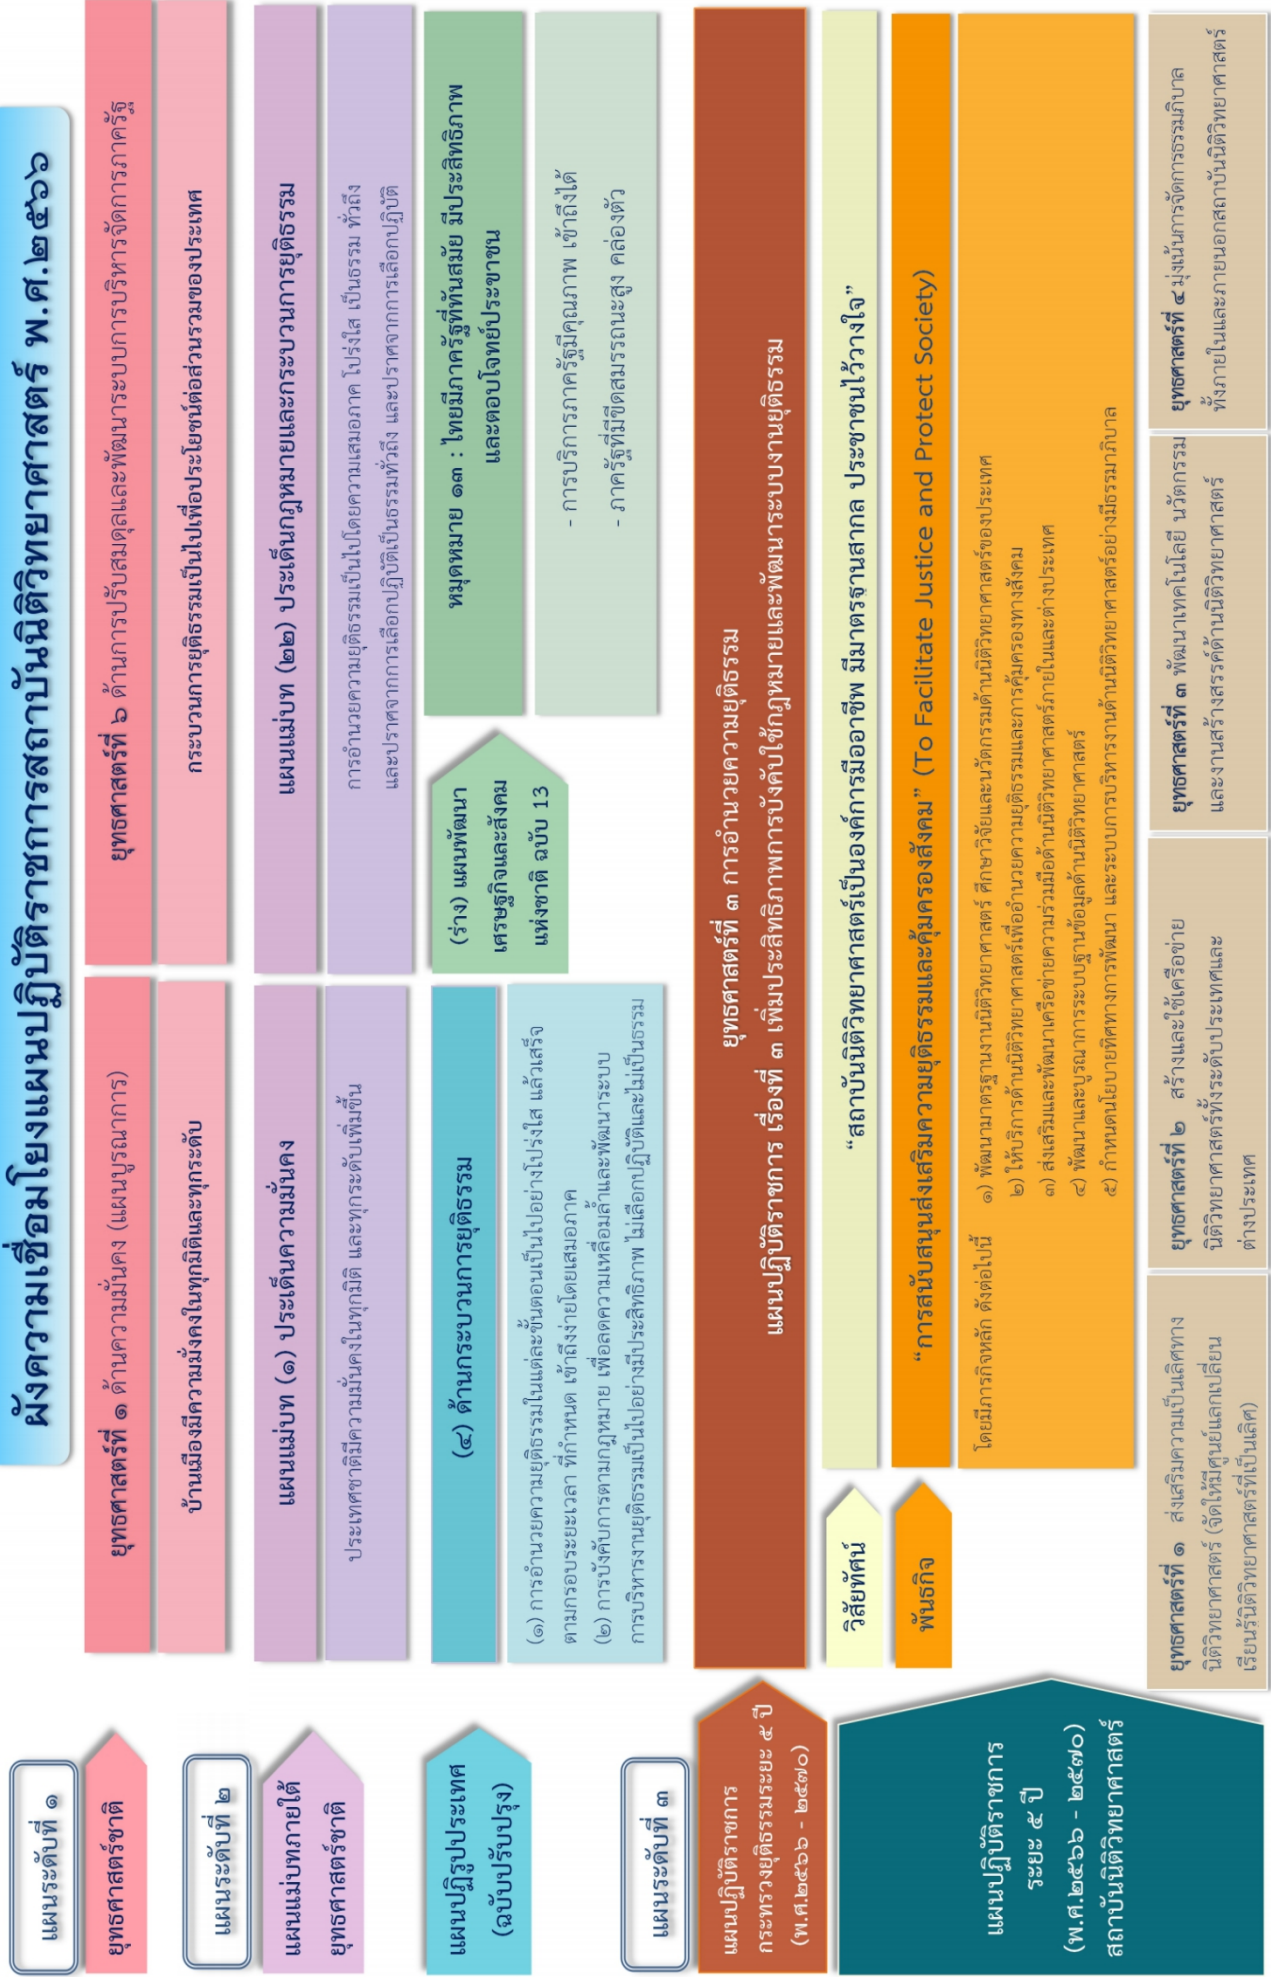 ผังความเชื่อมโยงแผนปฏิบัติราชการสถาบันนิติวิทยาศาสตร์ พ.ศ.๒๕๖๖
แผนระดับที่ ๑
ยุทธศาสตร์ชาติ
ยุทธศาสตร์ที่ ๑ ด้านความมั่นคง (แผนบูรณาการ)
ยุทธศาสตร์ที่ ๖ ด้านการปรับสมดุลและพัฒนาระบบการบริหารจัดการภาครัฐ
บ้านเมืองมีความมั่งคงในทุกมิติและทุกระดับ
กระบวนการยุติธรรมเป็นไปเพื่อประโยชน์ต่อส่วนรวมของประเทศ
แผนระดับที่ ๒
แผนแม่บทภายใต้
ยุทธศาสตร์ชาติ
แผนแม่บท (๑) ประเด็นความมั่นคง
แผนแม่บท (๒๒) ประเด็นกฎหมายและกระบวนการยุติธรรม
ประเทศชาติมีความมั่นคงในทุกมิติ และทุกระดับเพิ่มขึ้น
การอำนวยความยุติธรรมเป็นไปโดยความเสมอภาค โปร่งใส เป็นธรรม ทั่วถึง
และปราศจากการเลือกปฏิบัติเป็นธรรมทั่วถึง และปราศจากการเลือกปฏิบัติ
แผนปฏิรูปประเทศ
(ฉบับปรับปรุง)
(๔) ด้านกระบวนการยุติธรรม
(๑) การอำนวยความยุติธรรมในแต่ละขั้นตอนเป็นไปอย่างโปร่งใส แล้วเสร็จ
ตามกรอบระยะเวลา ที่กำหนด เข้าถึงง่ายโดยเสมอภาค
(๒) การบังคับการตามกฎหมาย เพื่อลดความเหลื่อมล้ำและพัฒนาระบบ
การบริหารงานยุติธรรมเป็นไปอย่างมีประสิทธิภาพ ไม่เลือกปฏิบัติและไม่เป็นธรรม
(ร่าง) แผนพัฒนา
เศรษฐกิจและสังคม
แห่งชาติ ฉบับ 13
หมุดหมาย ๑๓ : ไทยมีภาครัฐที่ทันสมัย มีประสิทธิภาพ
และตอบโจทย์ประชาชน
- การบริการภาครัฐมีคุณภาพ เข้าถึงได้
- ภาครัฐที่มีขีดสมรรถนะสูง คล่องตัว
แผนระดับที่ ๓
แผนปฏิบัติราชการ
กระทรวงยุติธรรมระยะ ๕ ปี
(พ.ศ.๒๕๖๖ - ๒๕๗๐)
ยุทธศาสตร์ที่ ๓ การอำนวยความยุติธรรม
แผนปฏิบัติราชการ เรื่องที่ ๓ เพิ่มประสิทธิภาพการบังคับใช้กฎหมายและพัฒนาระบบงานยุติธรรม
แผนปฏิบัติราชการ
ระยะ ๕ ปี
(พ.ศ.๒๕๖๖ - ๒๕๗๐)
สถาบันนิติวิทยาศาสตร์
วิสัยทัศน์
“สถาบันนิติวิทยาศาสตร์เป็นองค์การมืออาชีพ มีมาตรฐานสากล ประชาชนไว้วางใจ”
พันธกิจ
“การสนับสนุนส่งเสริมความยุติธรรมและคุ้มครองสังคม” (To Facilitate Justice and Protect Society)
โดยมีภารกิจหลัก ดังต่อไปนี้
๑) พัฒนามาตรฐานงานนิติวิทยาศาสตร์ ศึกษาวิจัยและนวัตกรรมด้านนิติวิทยาศาสตร์ของประเทศ
๒) ให้บริการด้านนิติวิทยาศาสตร์เพื่ออำนวยความยุติธรรมและการคุ้มครองทางสังคม
๓) ส่งเสริมและพัฒนาเครือข่ายความร่วมมือด้านนิติวิทยาศาสตร์ภายในและต่างประเทศ
๔) พัฒนาและบูรณาการระบบฐานข้อมูลด้านนิติวิทยาศาสตร์
๕) กำหนดนโยบายทิศทางการพัฒนา และระบบการบริหารงานด้านนิติวิทยาศาสตร์อย่างมีธรรมาภิบาล
ยุทธศาสตร์ที่ ๑ ส่งเสริมความเป็นเลิศทาง
นิติวิทยาศาสตร์ (จัดให้มีศูนย์แลกเปลี่ยน
เรียนรู้นิติวิทยาศาสตร์ที่เป็นเลิศ)
ยุทธศาสตร์ที่ ๒ สร้างและใช้เครือข่าย
นิติวิทยาศาสตร์ทั้งระดับประเทศและ
ต่างประเทศ
ยุทธศาสตร์ที่ ๓ พัฒนาเทคโนโลยี นวัตกรรม
และงานสร้างสรรค์ด้านนิติวิทยาศาสตร์
ยุทธศาสตร์ที่ ๔ มุ่งเน้นการจัดการธรรมภิบาล
ทั้งภายในและภายนอกสถาบันนิติวิทยาศาสตร์